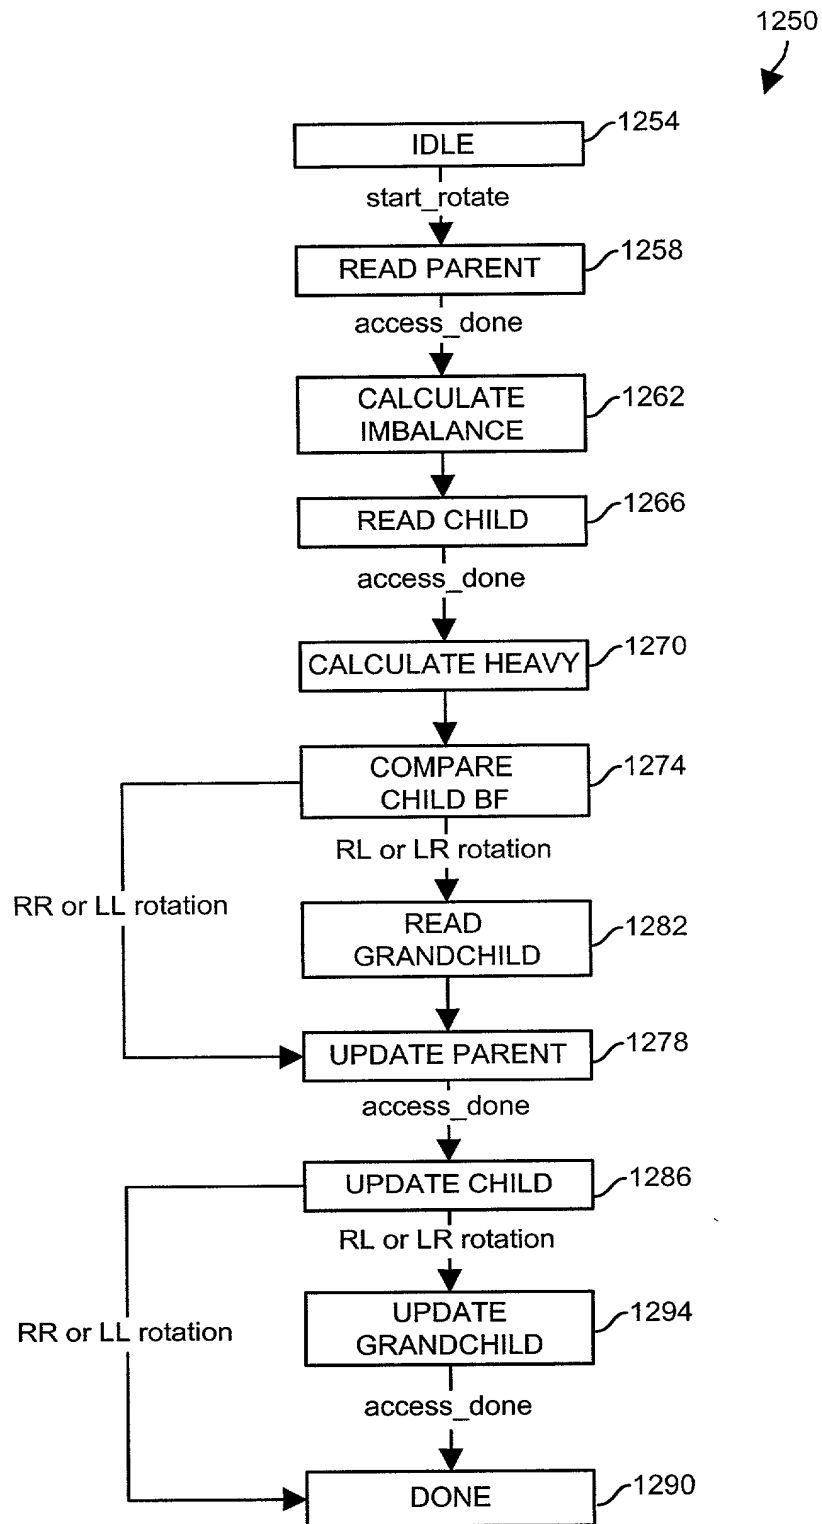 1250
IDLE
1254
start_rotate
READ PARENT
1258
access_done
CALCULATE
IMBALANCE
1262
READ CHILD
1266
access_done
CALCULATE HEAVY
1270
COMPARE
CHILD BF
1274
RL or LR rotation
RR or LL rotation
READ
GRANDCHILD
1282
UPDATE PARENT
1278
access_done
UPDATE CHILD
1286
RL or LR rotation
RR or LL rotation
UPDATE
GRANDCHILD
1294
access_done
DONE
1290